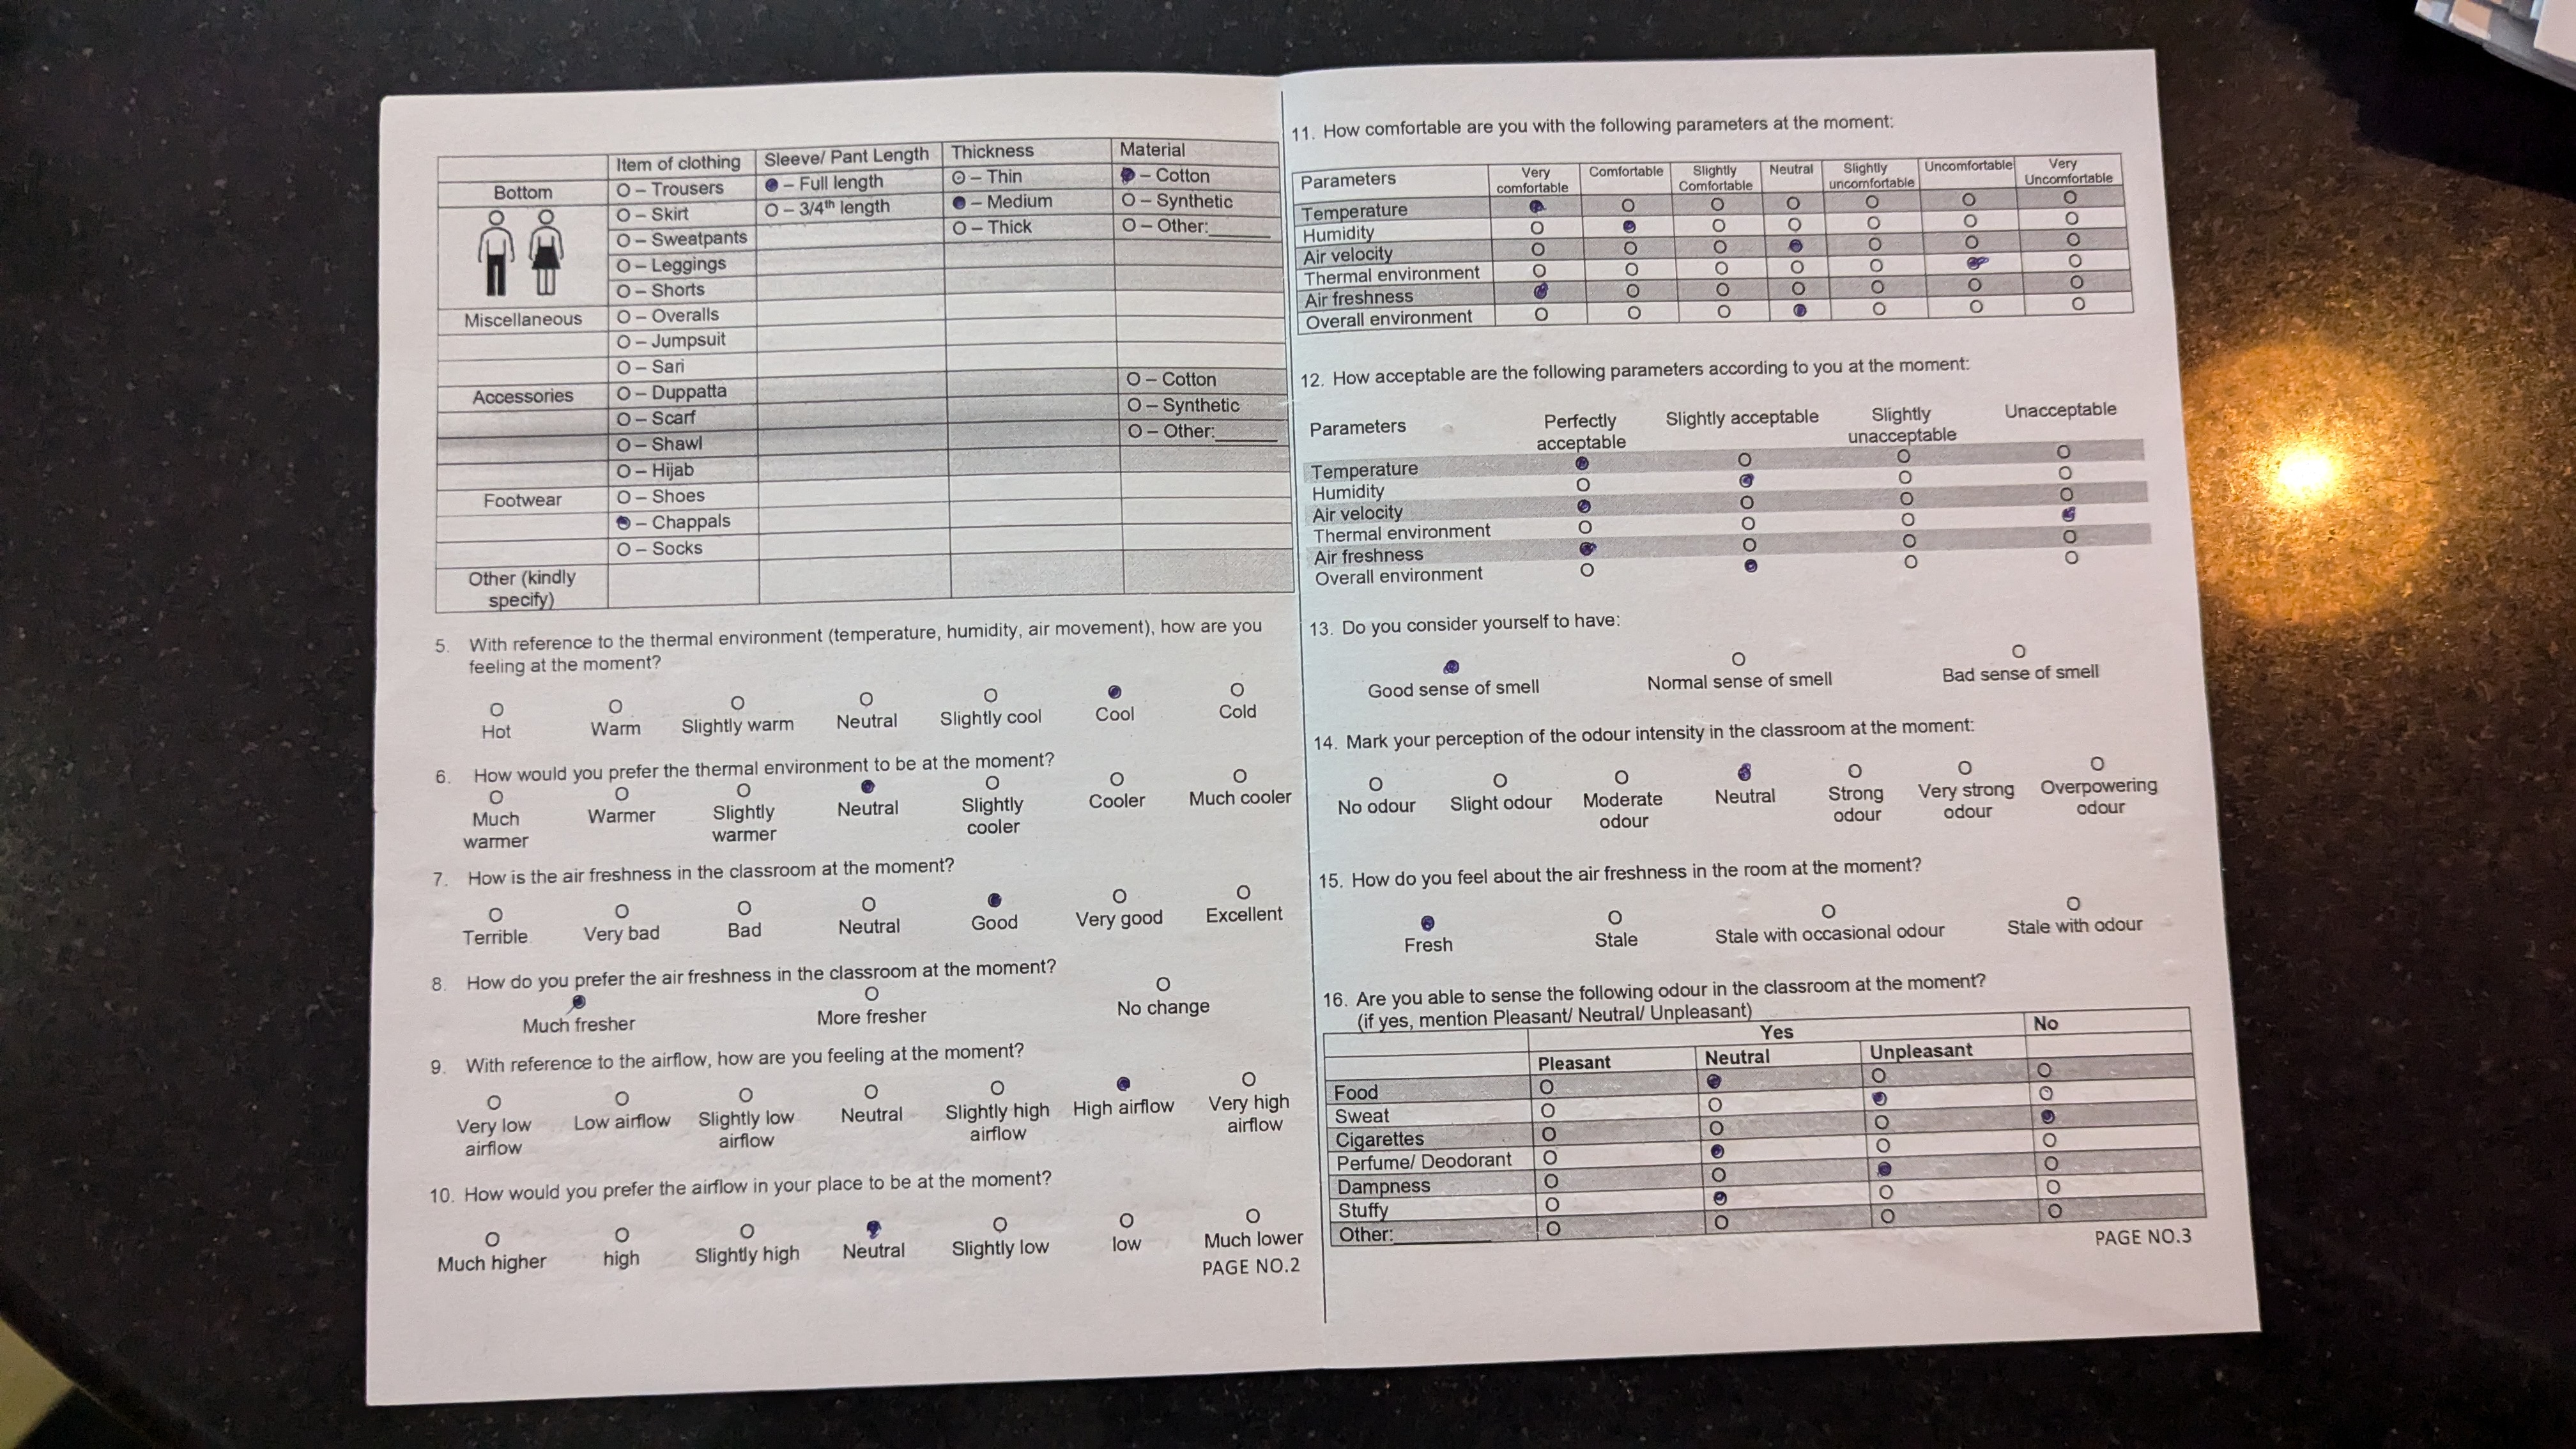 Item of clothing Sleeve/ Pant Length Thickness Material
Bottom O – Trousers ● – Full length O – Thin ● – Cotton
O – Skirt O – 3/4th length ● – Medium O – Synthetic
O – Sweatpants O – Thick O – Other:______
O – Leggings
O – Shorts
Miscellaneous O – Overalls
O – Jumpsuit
O – Sari
Accessories O – Duppatta O – Cotton
O – Scarf O – Synthetic
O – Shawl O – Other:______
O – Hijab
Footwear O – Shoes
● – Chappals
O – Socks
Other (kindly
specify)
5. With reference to the thermal environment (temperature, humidity, air movement), how are you
feeling at the moment?
O O O O O ● O
Hot Warm Slightly warm Neutral Slightly cool Cool Cold
6. How would you prefer the thermal environment to be at the moment?
O O O ● O O O
Much Warmer Slightly Neutral Slightly Cooler Much cooler
warmer warmer cooler
7. How is the air freshness in the classroom at the moment?
O O O O ● O O
Terrible Very bad Bad Neutral Good Very good Excellent
8. How do you prefer the air freshness in the classroom at the moment?
● O O
Much fresher More fresher No change
9. With reference to the airflow, how are you feeling at the moment?
O O O O O ● O
Very low Low airflow Slightly low Neutral Slightly high High airflow Very high
airflow airflow airflow airflow
10. How would you prefer the airflow in your place to be at the moment?
O O O ● O O O
Much higher high Slightly high Neutral Slightly low low Much lower
PAGE NO.2
11. How comfortable are you with the following parameters at the moment:
Parameters Very Comfortable Slightly Neutral Slightly Uncomfortable Very
comfortable Comfortable uncomfortable Uncomfortable
Temperature ● O O O O O O
Humidity O ● O O O O O
Air velocity O O O ● O O O
Thermal environment O O O O O ● O
Air freshness ● O O O O O O
Overall environment O O O ● O O O
12. How acceptable are the following parameters according to you at the moment:
Parameters Perfectly Slightly acceptable Slightly Unacceptable
acceptable unacceptable
Temperature ● O O O
Humidity O ● O O
Air velocity ● O O O
Thermal environment O O O ●
Air freshness ● O O O
Overall environment O ● O O
13. Do you consider yourself to have:
● O O
Good sense of smell Normal sense of smell Bad sense of smell
14. Mark your perception of the odour intensity in the classroom at the moment:
O O O ● O O O
No odour Slight odour Moderate Neutral Strong Very strong Overpowering
odour odour odour odour
15. How do you feel about the air freshness in the room at the moment?
● O O O
Fresh Stale Stale with occasional odour Stale with odour
16. Are you able to sense the following odour in the classroom at the moment?
(if yes, mention Pleasant/ Neutral/ Unpleasant)
Yes No
Pleasant Neutral Unpleasant
Food O ● O O
Sweat O O ● O
Cigarettes O O O ●
Perfume/ Deodorant O ● O O
Dampness O O ● O
Stuffy O ● O O
Other:__________ O O O O
PAGE NO.3